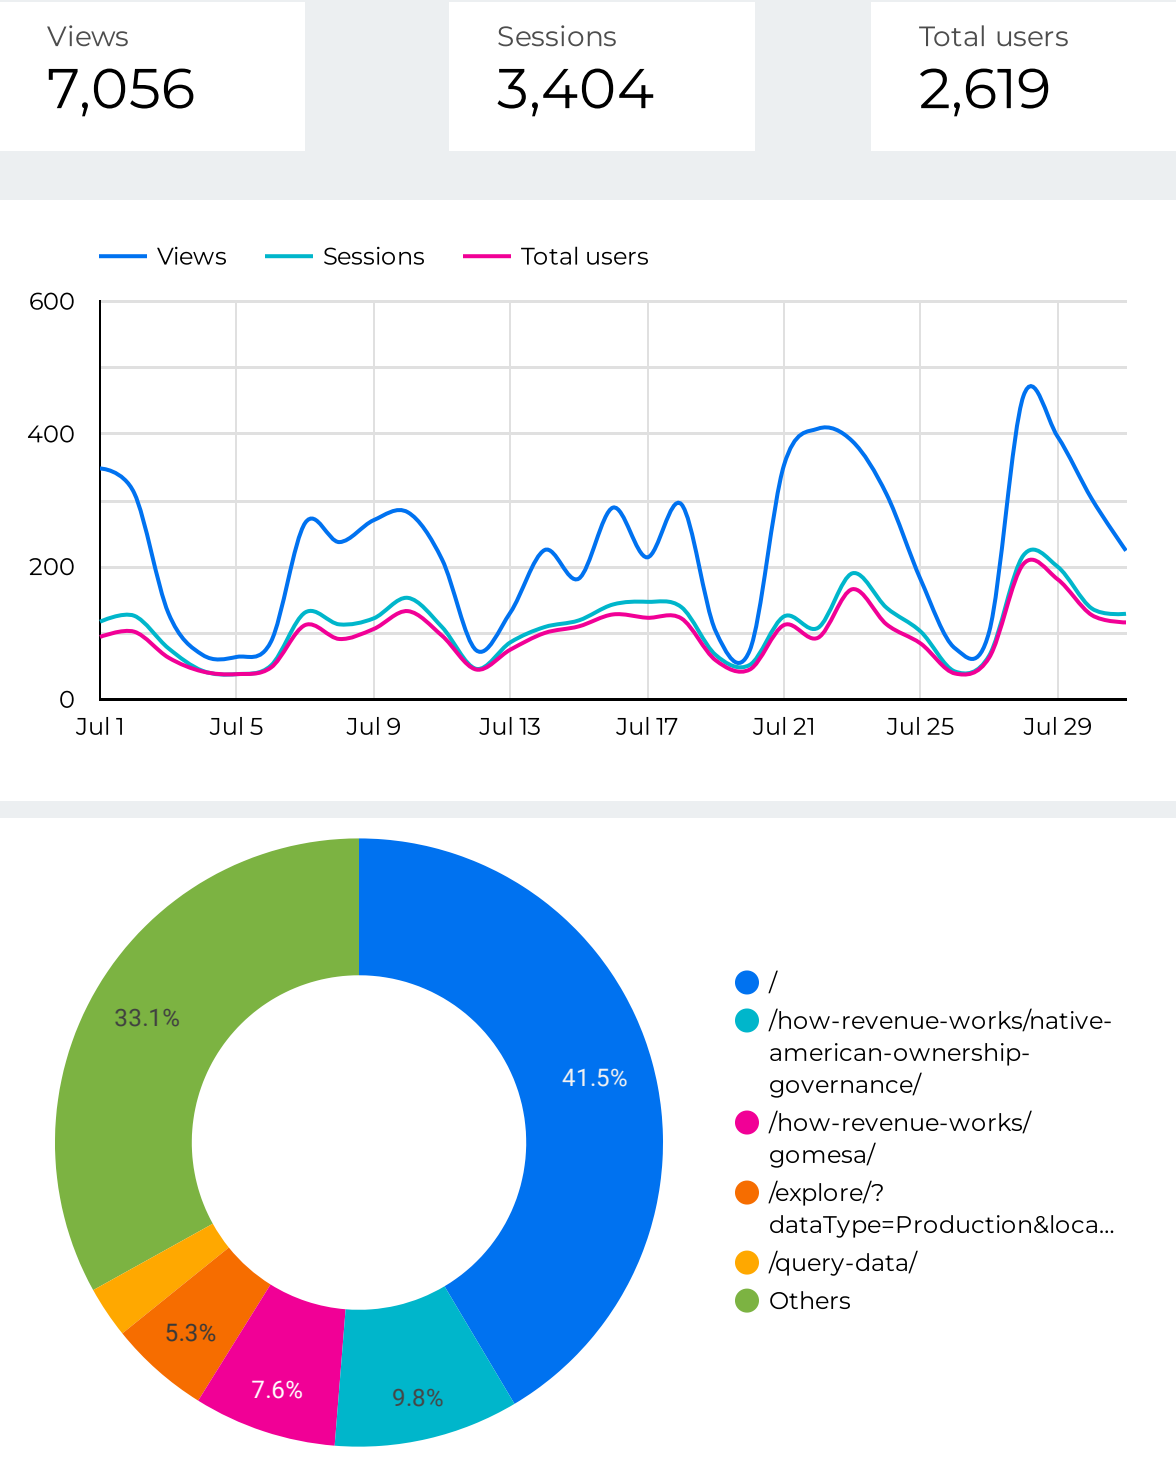 Views
7,056
Sessions
3,404
Total users
2,619
Views
Sessions
Total users
600
400
200
0
Jul 1
Jul 5
Jul 9
Jul 13
Jul 17
Jul 21
Jul 25
Jul 29
33.1%
41.5%
5.3%
7.6%
9.8%
/
/how-revenue-works/native-
american-ownership-
governance/
/how-revenue-works/
gomesa/
/explore/?
dataType=Production&loca...
/query-data/
Others